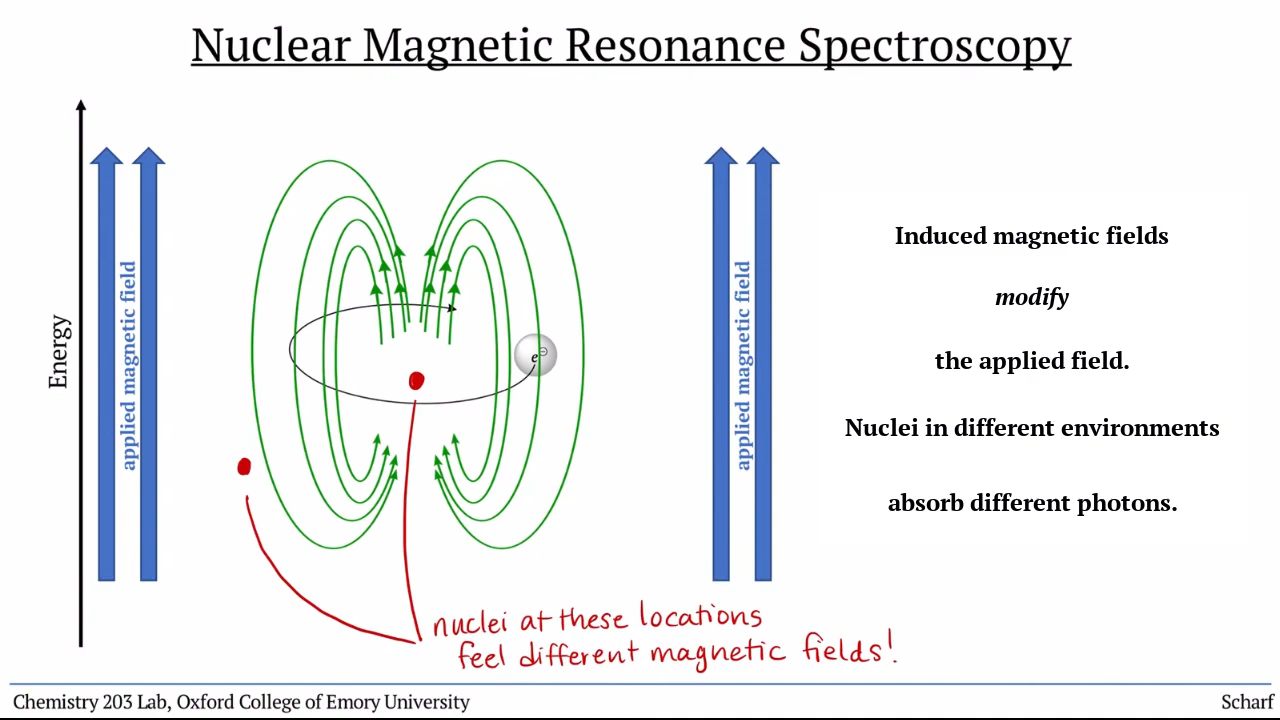 Nuclear Magnetic Resonance Spectroscopy
Energy
applied magnetic field
e⊖
applied magnetic field
Induced magnetic fields
modify
the applied field.
Nuclei in different environments
absorb different photons.
nuclei at these locations
feel different magnetic fields!
Chemistry 203 Lab, Oxford College of Emory University
Scharf